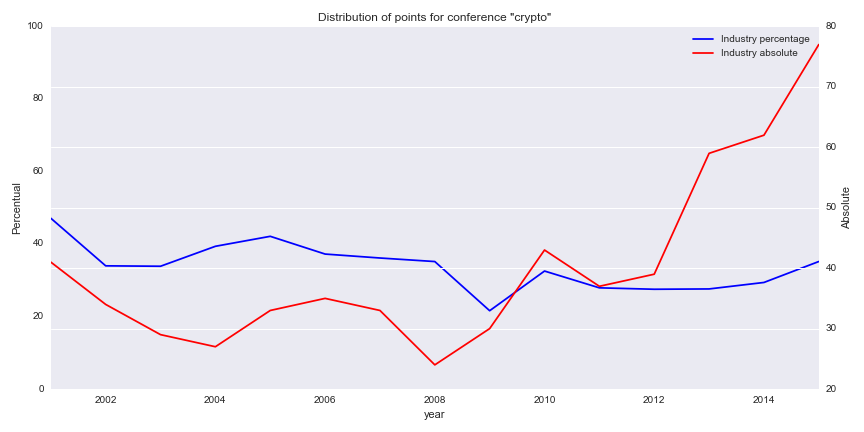 Distribution of points for conference "crypto"
Industry percentage
Industry absolute
100
80
60
40
20
0
Percentual
80
70
60
50
40
30
20
Absolute
2002 2004 2006 2008 2010 2012 2014
year